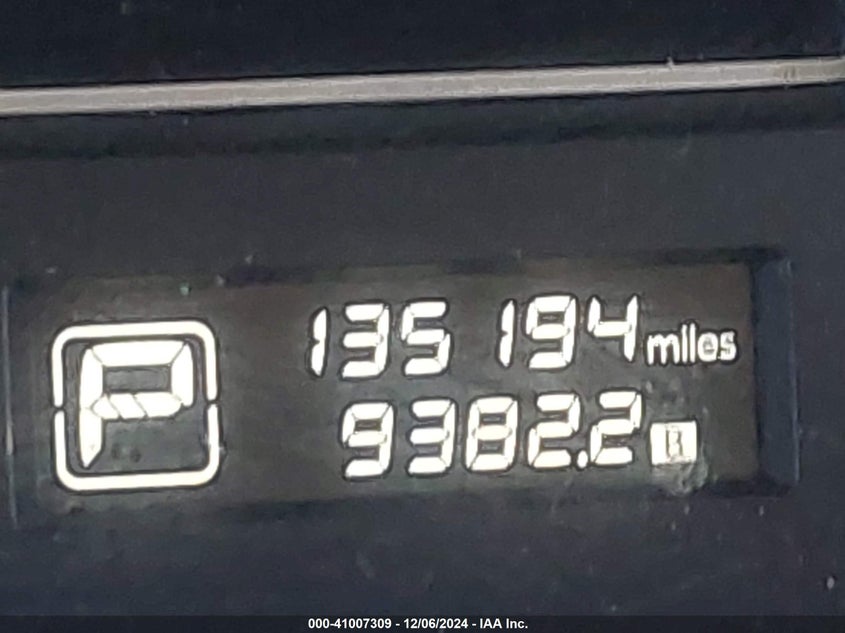 135 194 miles
P
9382.2 B
000-41007309 - 12/06/2024 - IAA Inc.